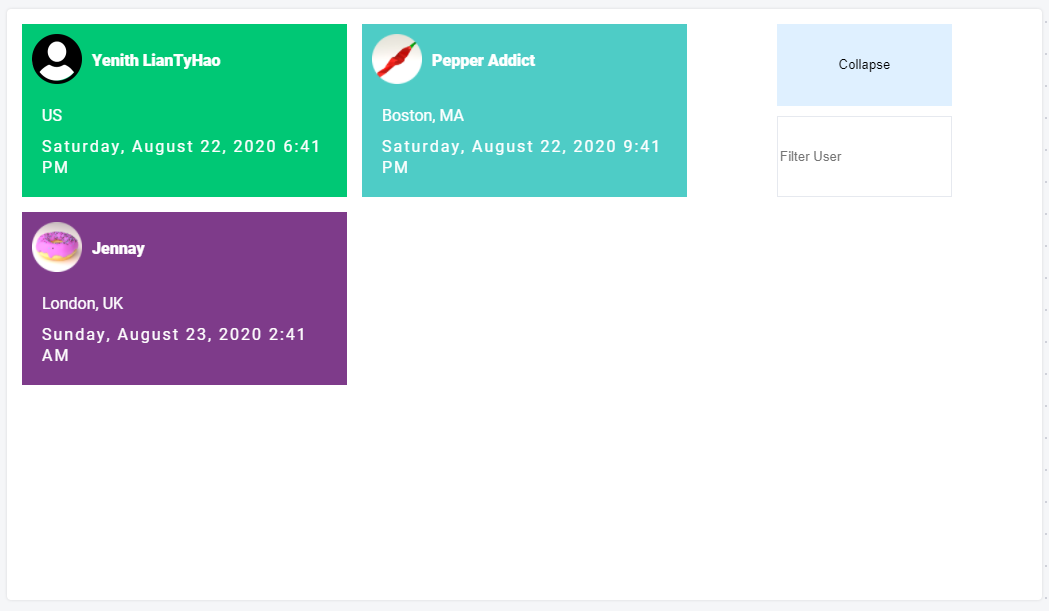 Yenith LianTyHao
US
Saturday, August 22, 2020 6:41
PM
Pepper Addict
Boston, MA
Saturday, August 22, 2020 9:41
PM
Collapse
Filter User
Jennay
London, UK
Sunday, August 23, 2020 2:41
AM